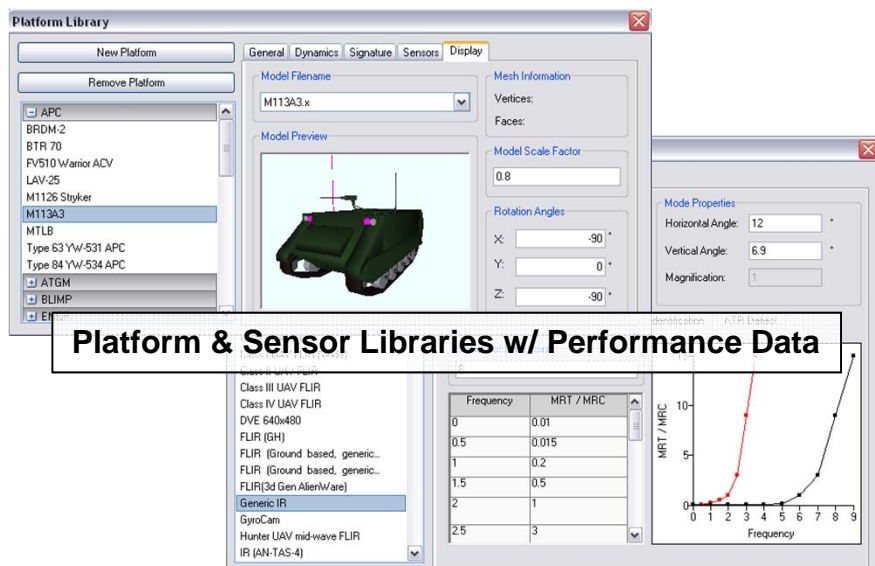 Platform Library
New Platform
Remove Platform
APC
BRDM-2
BTR 70
FV510 Warrior ACV
LAV-25
M1126 Stryker
M113A3
MTLB
Type 63 YW-531 APC
Type 84 YW-534 APC
ATGM
BLIMP
General Dynamics Signature Sensors Display
Model Filename
M113A3.x
Model Preview
Mesh Information
Vertices:
Faces:
Model Scale Factor
0.8
Rotation Angles
X: -90 °
Y: 0 °
Z: -90 °
Mode Properties
Horizontal Angle: 12 °
Vertical Angle: 6.9 °
Magnification: 1
ATR Detect
Platform & Sensor Libraries w/ Performance Data
Class III UAV FLIR
Class IV UAV FLIR
DVE 640x480
FLIR (GH)
FLIR (Ground based, generic...
FLIR (Ground based, generic...
FLIR(3d Gen AlienWare)
Generic IR
GyroCam
Hunter UAV mid-wave FLIR
IR (AN-TAS-4)
Frequency MRT / MRC
0 0.01
0.5 0.015
1 0.2
1.5 0.5
2 1
2.5 3
MRT / MRC
10
5
0
0 1 2 3 4 5 6 7 8 9
Frequency